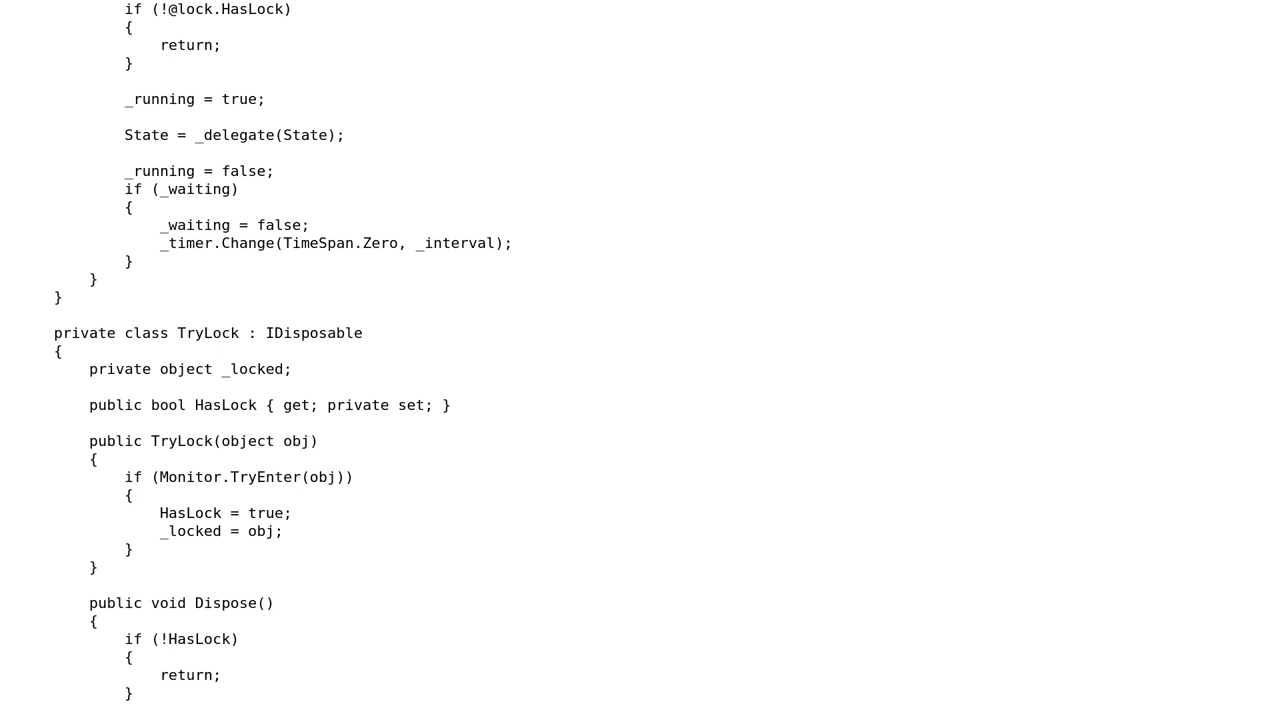 if (!@lock.HasLock)
        {
            return;
        }

        _running = true;

        State = _delegate(State);

        _running = false;
        if (_waiting)
        {
            _waiting = false;
            _timer.Change(TimeSpan.Zero, _interval);
        }
    }
}

private class TryLock : IDisposable
{
    private object _locked;

    public bool HasLock { get; private set; }

    public TryLock(object obj)
    {
        if (Monitor.TryEnter(obj))
        {
            HasLock = true;
            _locked = obj;
        }
    }

    public void Dispose()
    {
        if (!HasLock)
        {
            return;
        }